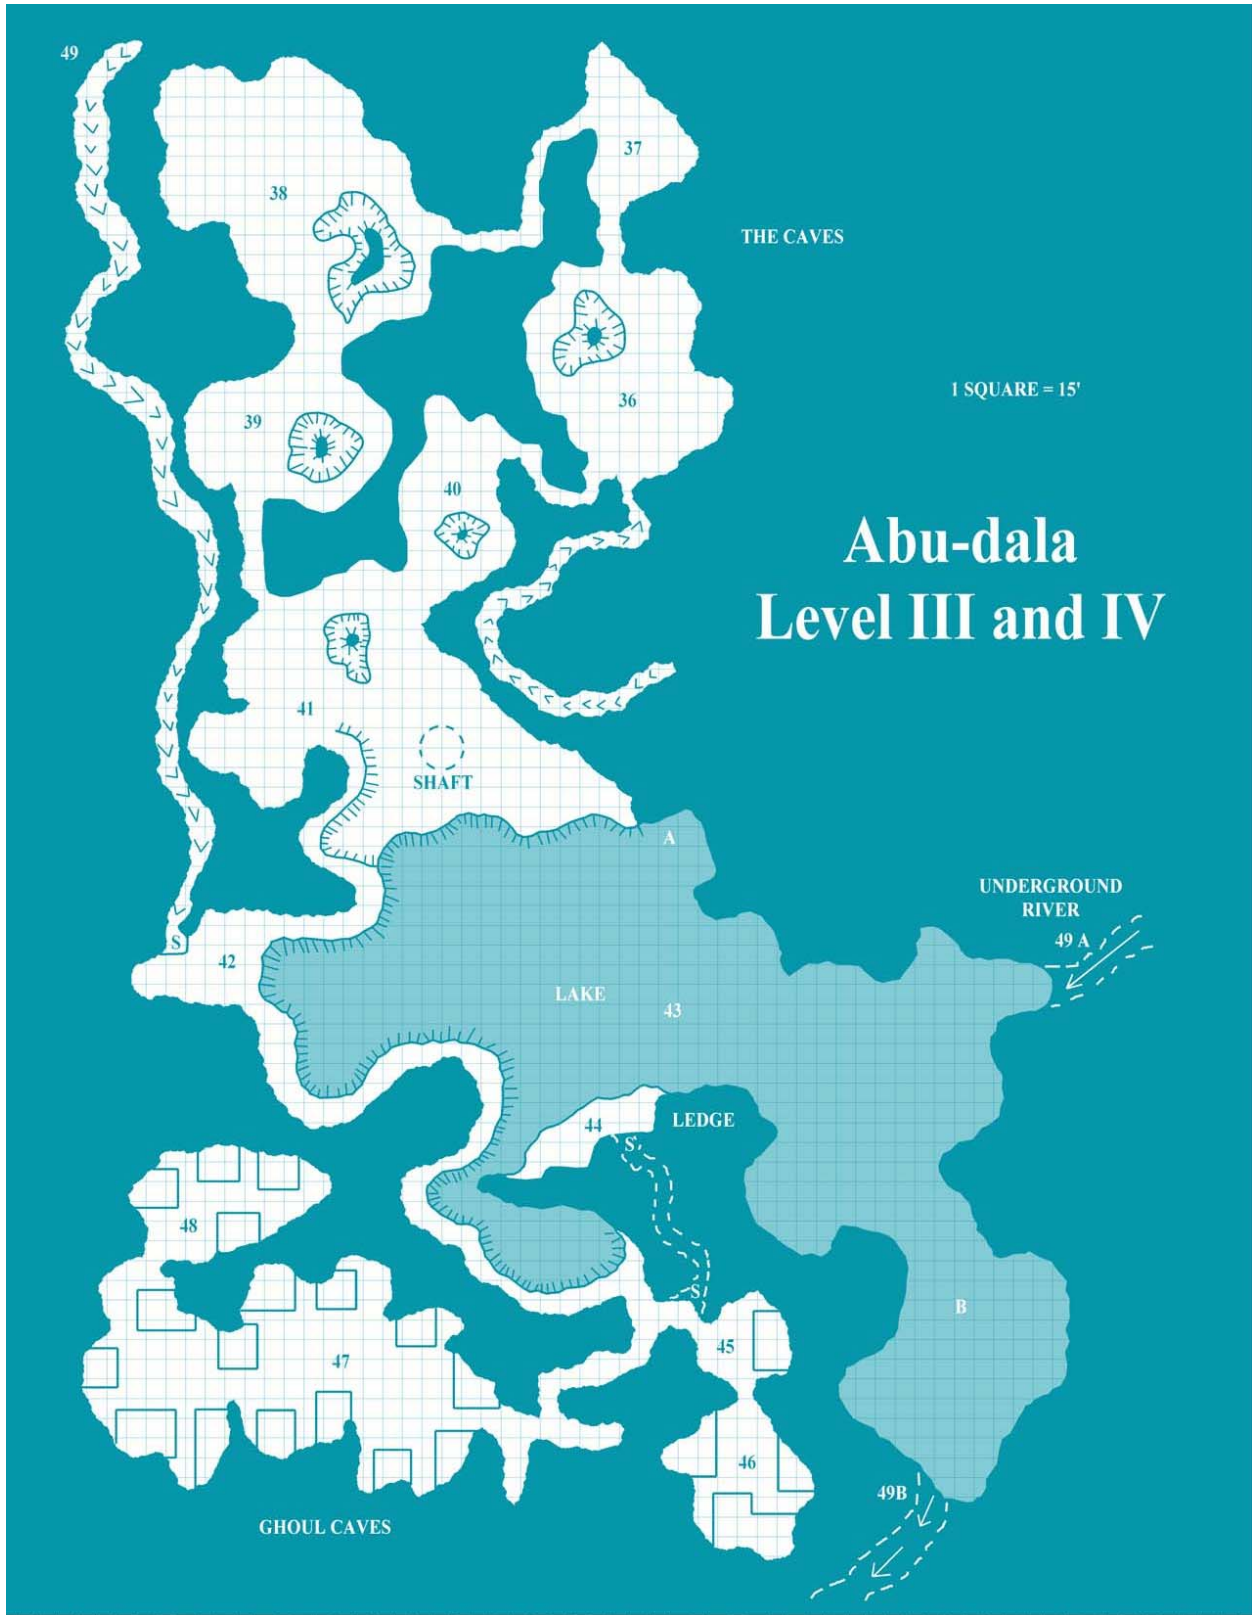 49
37
38
THE CAVES
1 SQUARE = 15'
36
39
40
Abu-dala
Level III and IV
41
SHAFT
A
UNDERGROUND
RIVER
49 A
S
42
LAKE
43
44
LEDGE
S
48
S
B
45
47
46
49B
GHOUL CAVES